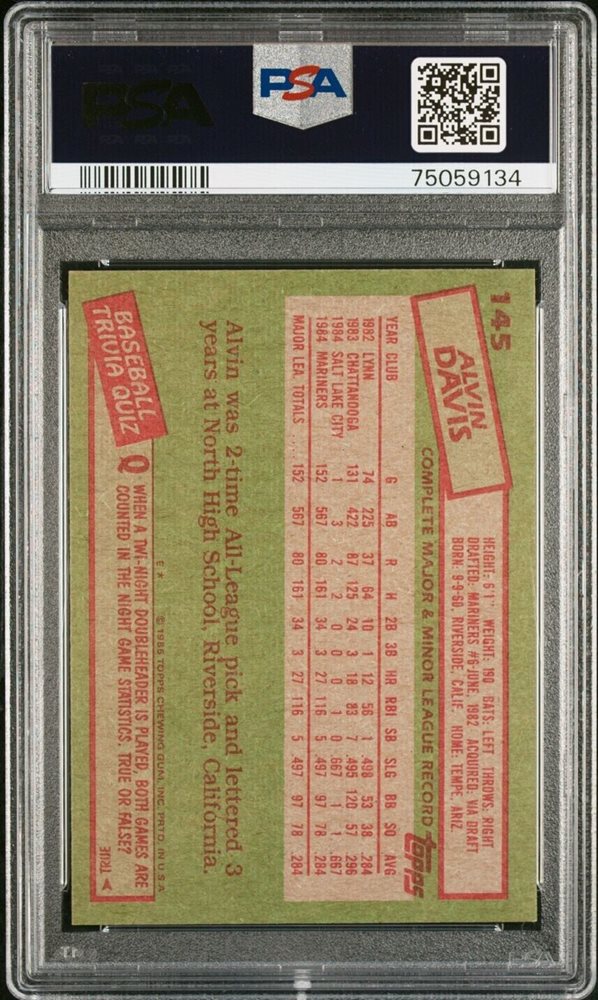 PSA
PSA
75059134
145
ALVIN
DAVIS
HEIGHT: 6'1" WEIGHT: 190 BATS: LEFT THROWS: RIGHT
DRAFTED: MARINERS #6-JUNE, 1982 ACQUIRED: VIA DRAFT
BORN: 9-9-60, RIVERSIDE, CALIF. HOME: TEMPE, ARIZ.
COMPLETE MAJOR & MINOR LEAGUE RECORD topps
YEAR CLUB G AB R H 2B 3B HR RBI SB SLG BB SO AVG
1982 LYNN 74 225 37 64 10 1 12 56 1 .498 53 38 .284
1983 CHATTANOOGA 131 422 87 125 24 3 18 83 7 .495 120 57 .296
1984 SALT LAKE CITY 1 3 2 2 0 0 0 1 0 .667 1 1 .667
1984 MARINERS 152 567 80 161 34 3 27 116 5 .497 97 78 .284
MAJOR LEA. TOTALS 152 567 80 161 34 3 27 116 5 .497 97 78 .284
Alvin was 2-time All-League pick and lettered 3
years at North High School, Riverside, California.
E* © 1985 TOPPS CHEWING GUM, INC. PRTD. IN U.S.A.
BASEBALL
TRIVIA QUIZ
Q WHEN A TWI-NIGHT DOUBLEHEADER IS PLAYED, BOTH GAMES ARE
COUNTED IN THE NIGHT GAME STATISTICS. TRUE OR FALSE?
TRUE